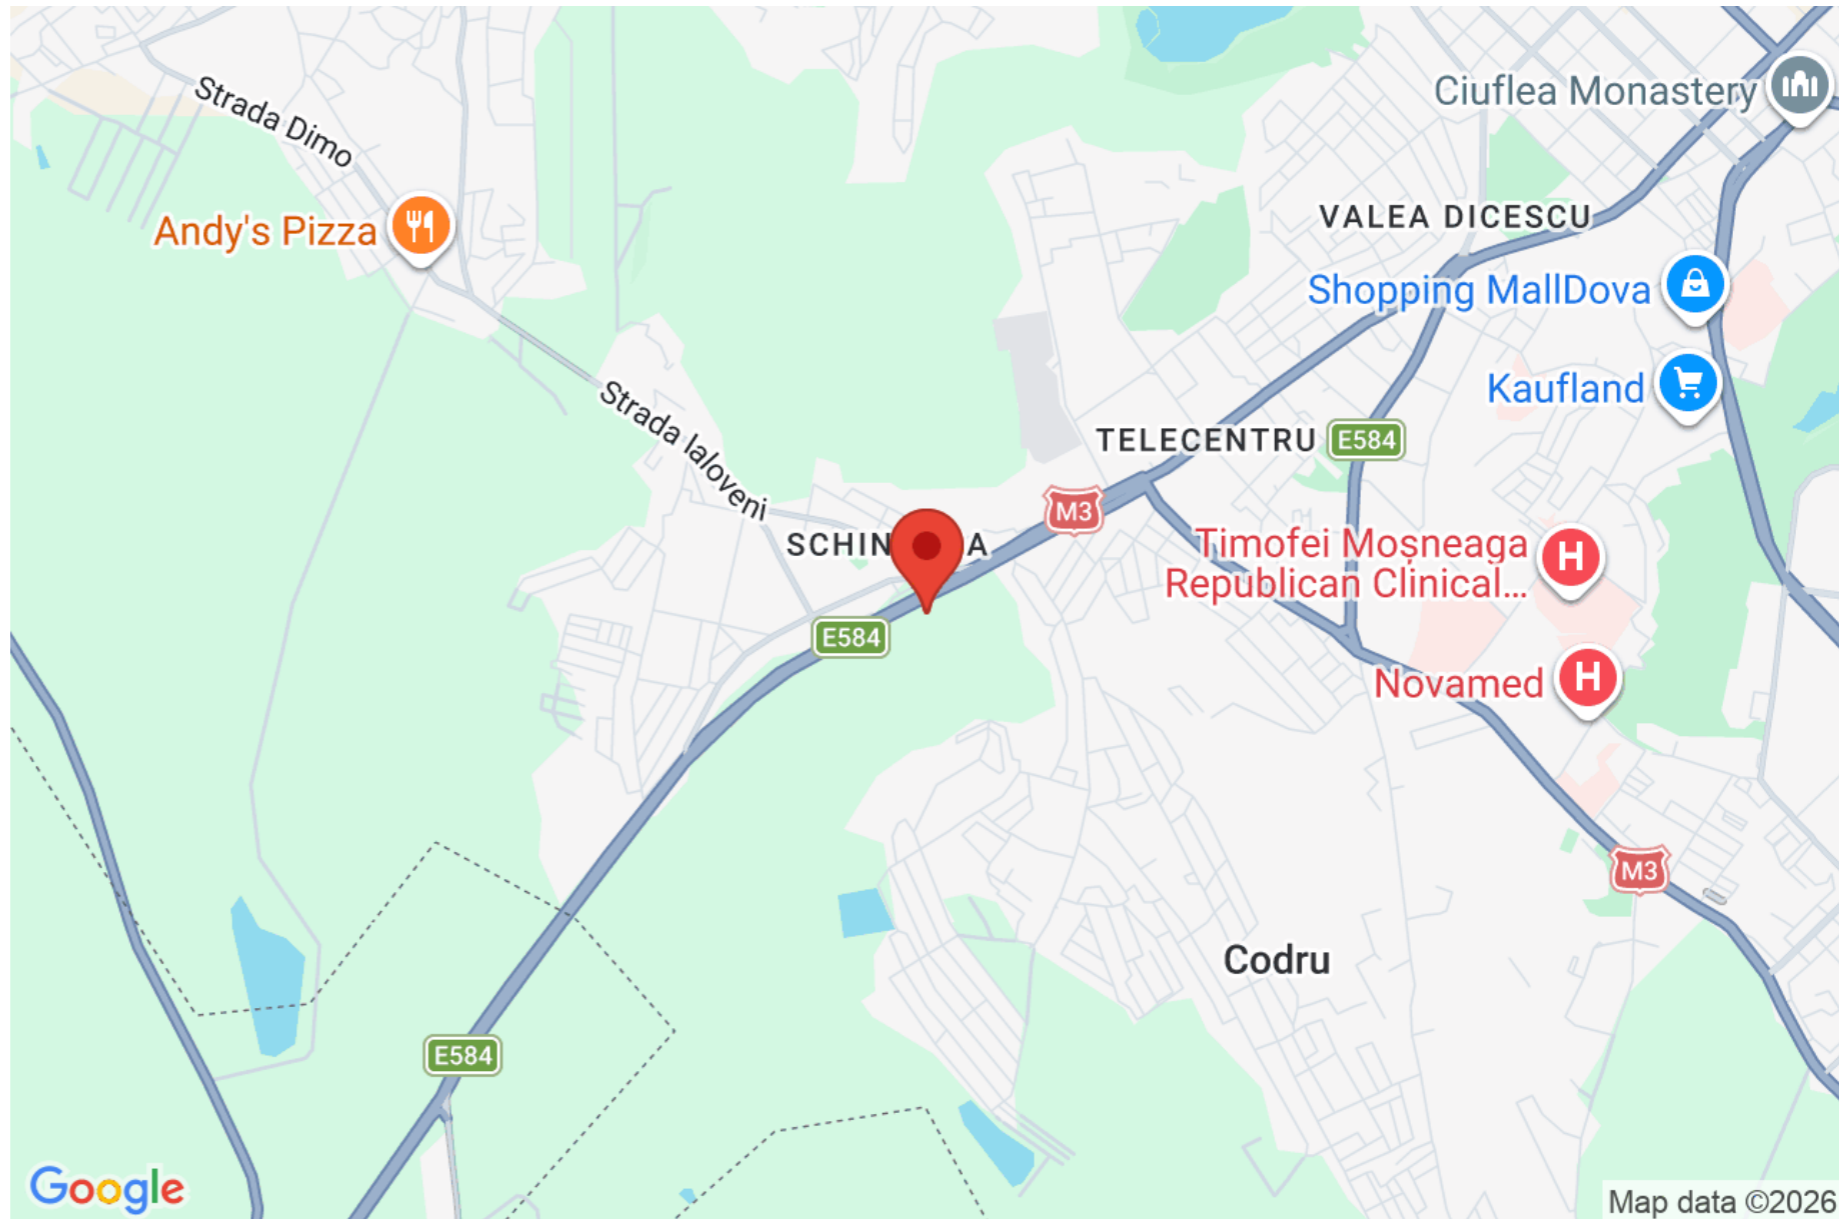 Strada Dimo
Ciuflea Monastery
Andy's Pizza
VALEA DICESCU
Shopping MallDova
Kaufland
Strada Ialoveni
TELECENTRU
E584
M3
SCHIN A
Timofei Moșneaga
Republican Clinical...
E584
Novamed
M3
Codru
E584
Google
Map data ©2026